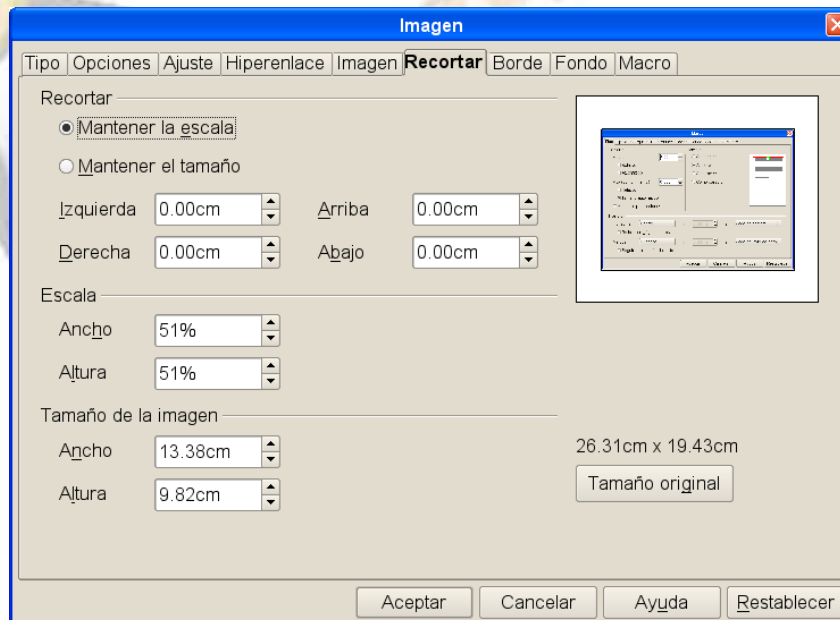 Imagen
Tipo Opciones Ajuste Hiperenlace Imagen Recortar Borde Fondo Macro
Recortar
Mantener la escala
Mantener el tamaño
Izquierda 0.00cm Arriba 0.00cm
Derecha 0.00cm Abajo 0.00cm
Escala
Ancho 51%
Altura 51%
Tamaño de la imagen
Ancho 13.38cm 26.31cm x 19.43cm
Altura 9.82cm Tamaño original
Aceptar Cancelar Ayuda Restablecer